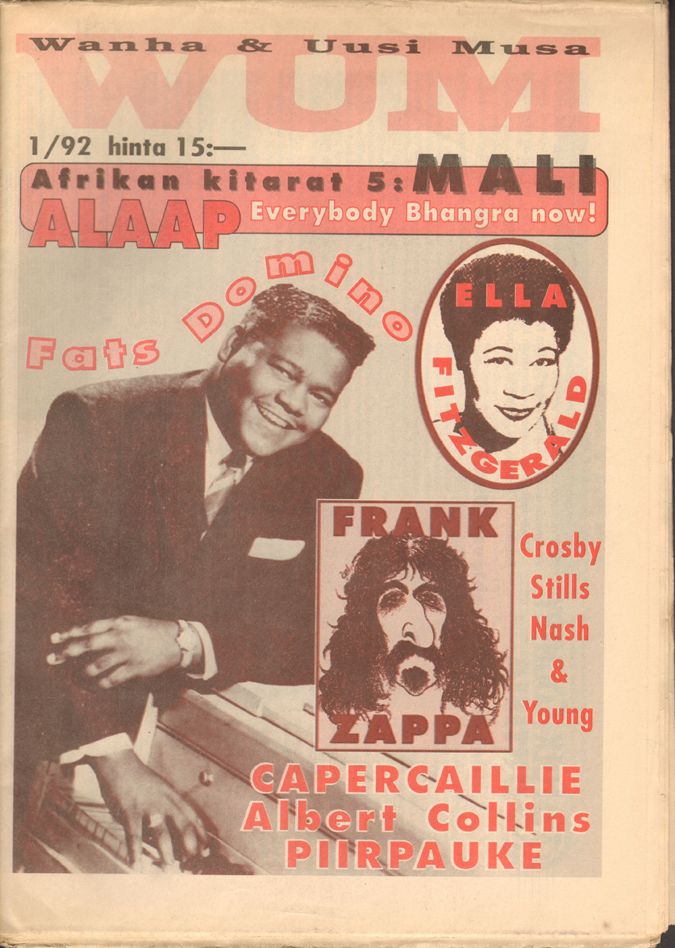 Wanha & Uusi Musa
WUM
1/92 hinta 15:—
Afrikan kitarat 5: MALI
ALAAP Everybody Bhangra now!
Fats Domino
ELLA
FITZGERALD
FRANK
ZAPPA
Crosby
Stills
Nash
&
Young
CAPERCAILLIE
Albert Collins
PIIRPAUKE